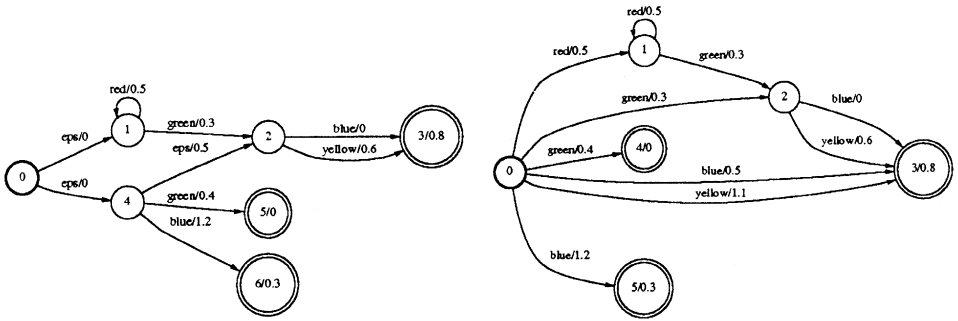 red/0.5
1
eps/0
green/0.3
eps/0.5
2
blue/0
yellow/0.6
3/0.8
0
eps/0
4
green/0.4
5/0
blue/1.2
6/0.3
red/0.5
1
red/0.5
green/0.3
green/0.3
2
blue/0
yellow/0.6
green/0.4
4/0
0
blue/0.5
yellow/1.1
3/0.8
blue/1.2
5/0.3